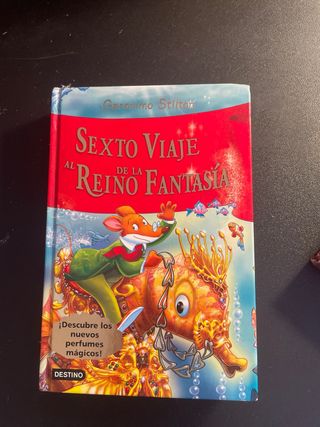 Geronimo Stilton
SEXTO VIAJE
AL REINO DE LA FANTASÍA
¡Descubre los
nuevos
perfumes
mágicos!
DESTINO